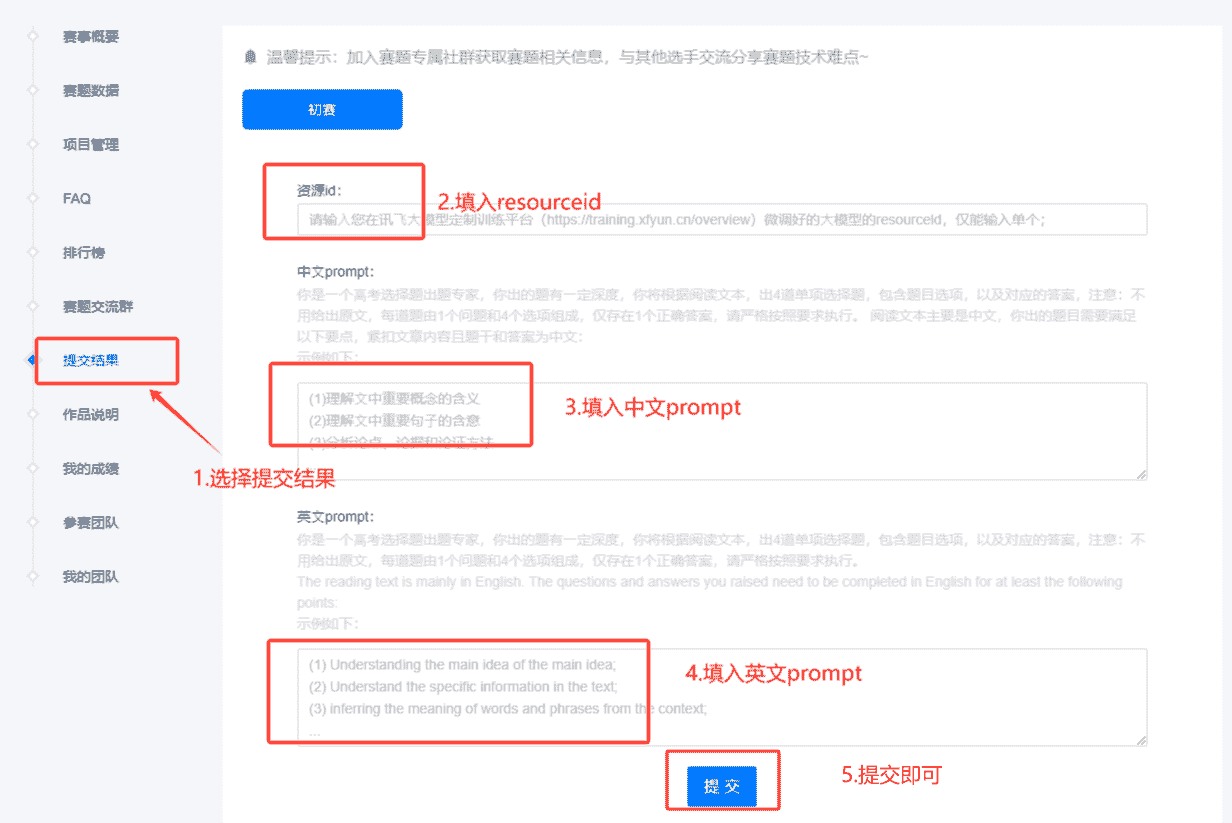 赛事概要
赛题数据
项目管理
FAQ
排行榜
赛题交流群
提交结果
作品说明
我的成绩
参赛团队
我的团队
1.选择提交结果
温馨提示：加入赛题专属社群获取赛题相关信息，与其他选手交流分享赛题技术难点~
初赛
资源id：
2.填入resourceid
请输入您在讯飞大模型定制训练平台（https://training.xfyun.cn/overview）微调好的大模型的resourceId，仅能输入单个；
中文prompt：
你是一个高考选择题出题专家，你出的题有一定深度，你将根据阅读文本，出4道单项选择题，包含题目选项，以及对应的答案，注意：不
用给出原文，每道题由1个问题和4个选项组成，仅存在1个正确答案，请严格按照要求执行。 阅读文本主要是中文，你出的题目需要满足
以下要点，紧扣文章内容且题干和答案为中文：
示例如下：
(1)理解文中重要概念的含义
(2)理解文中重要句子的含意
(3)分析论点、论据和论证方法
3.填入中文prompt
英文prompt：
你是一个高考选择题出题专家，你出的题有一定深度，你将根据阅读文本，出4道单项选择题，包含题目选项，以及对应的答案，注意：不
用给出原文，每道题由1个问题和4个选项组成，仅存在1个正确答案，请严格按照要求执行。
The reading text is mainly in English. The questions and answers you raised need to be completed in English for at least the following
points:
示例如下：
(1) Understanding the main idea of the main idea;
(2) Understand the specific information in the text;
(3) inferring the meaning of words and phrases from the context;
...
4.填入英文prompt
提 交
5.提交即可